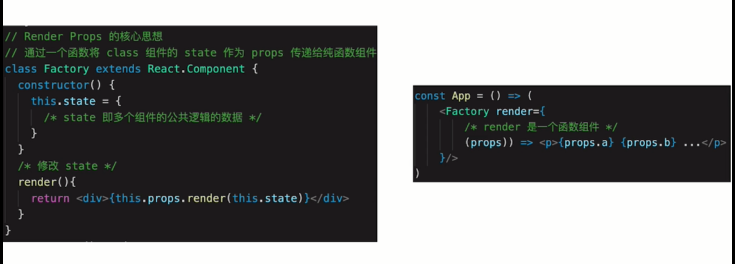 // Render Props 的核心思想
// 通过一个函数将 class 组件的 state 作为 props 传递给纯函数组件
class Factory extends React.Component {
constructor() {
this.state = {
/* state 即多个组件的公共逻辑的数据 */
}
}
/* 修改 state */
render(){
return <div>{this.props.render(this.state)}</div>
}
}
const App = () => (
<Factory render={
/* render 是一个函数组件 */
(props)) => <p>{props.a} {props.b} ...</p>
}/>
)